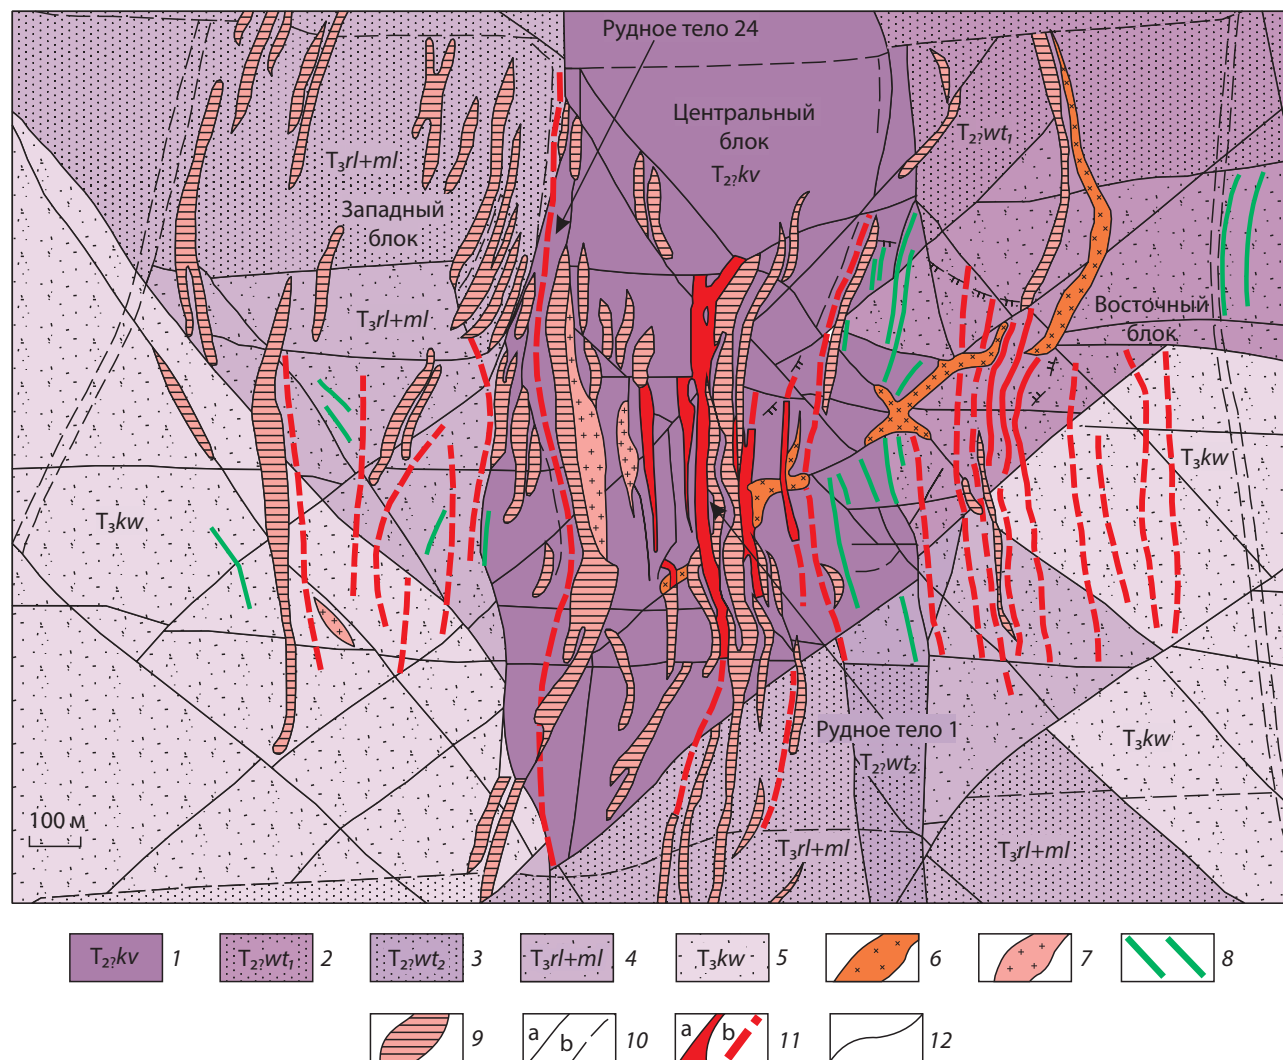 Рудное тело 24
Центральный
блок
T2?kv
T2?wt1
T3rl+ml
Западный
блок
T3rl+ml
Восточный
блок
T3kw
T3kw
Рудное тело 1
T2?wt2
T3kw
100 м
T3rl+ml
T3rl+ml
T2?kv 1
T2?wt1 2
T2?wt2 3
T3rl+ml 4
T3kw 5
6
7
8
9
a b 10
a b 11
12